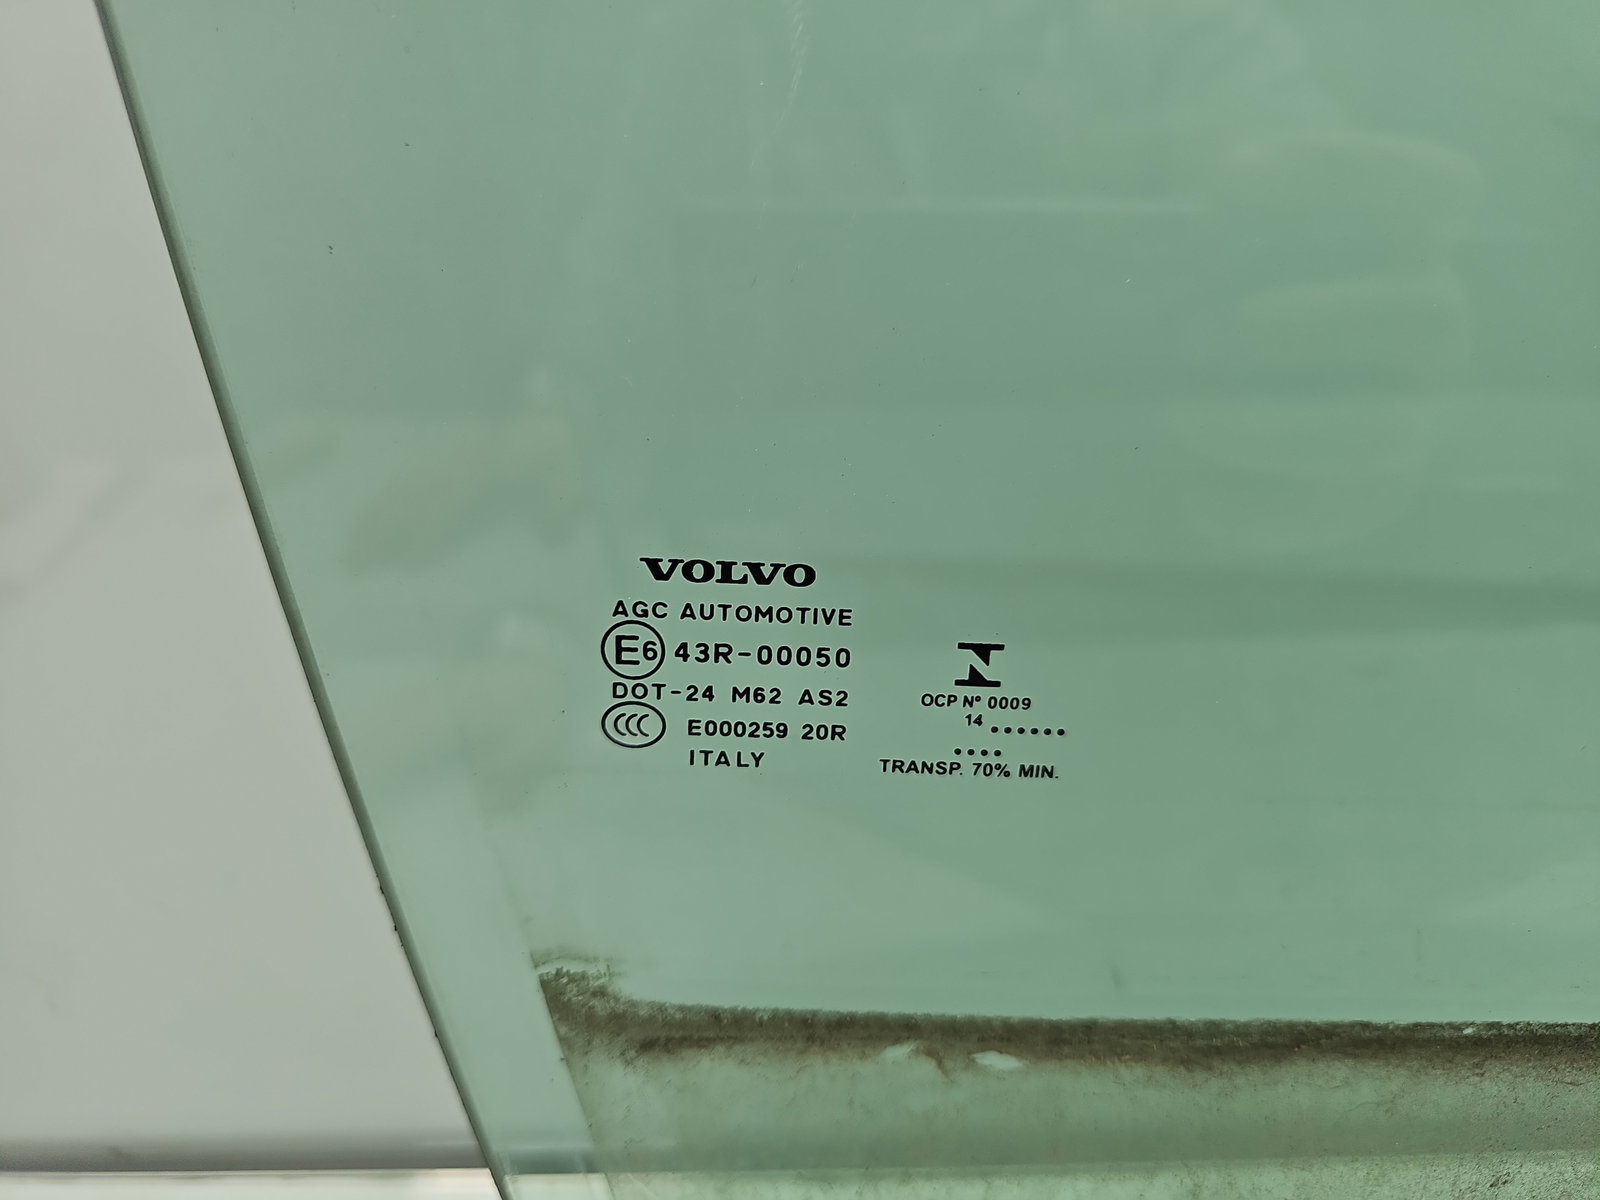 VOLVO
AGC AUTOMOTIVE
E6 43R-00050
DOT-24 M62 AS2
CCC E000259 20R
ITALY
N
OCP Nº 0009
14 ......
....
TRANSP. 70% MIN.